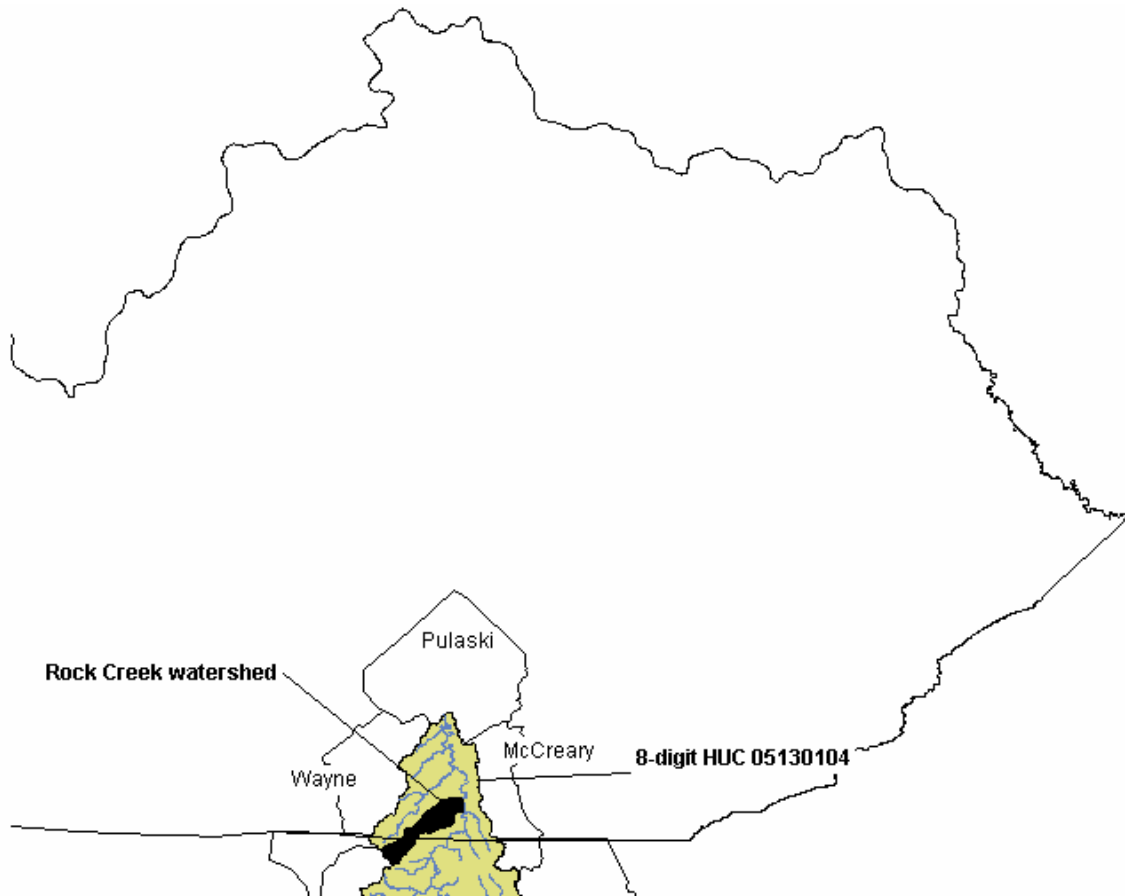 Pulaski
Rock Creek watershed
McCreary
8-digit HUC 05130104
Wayne